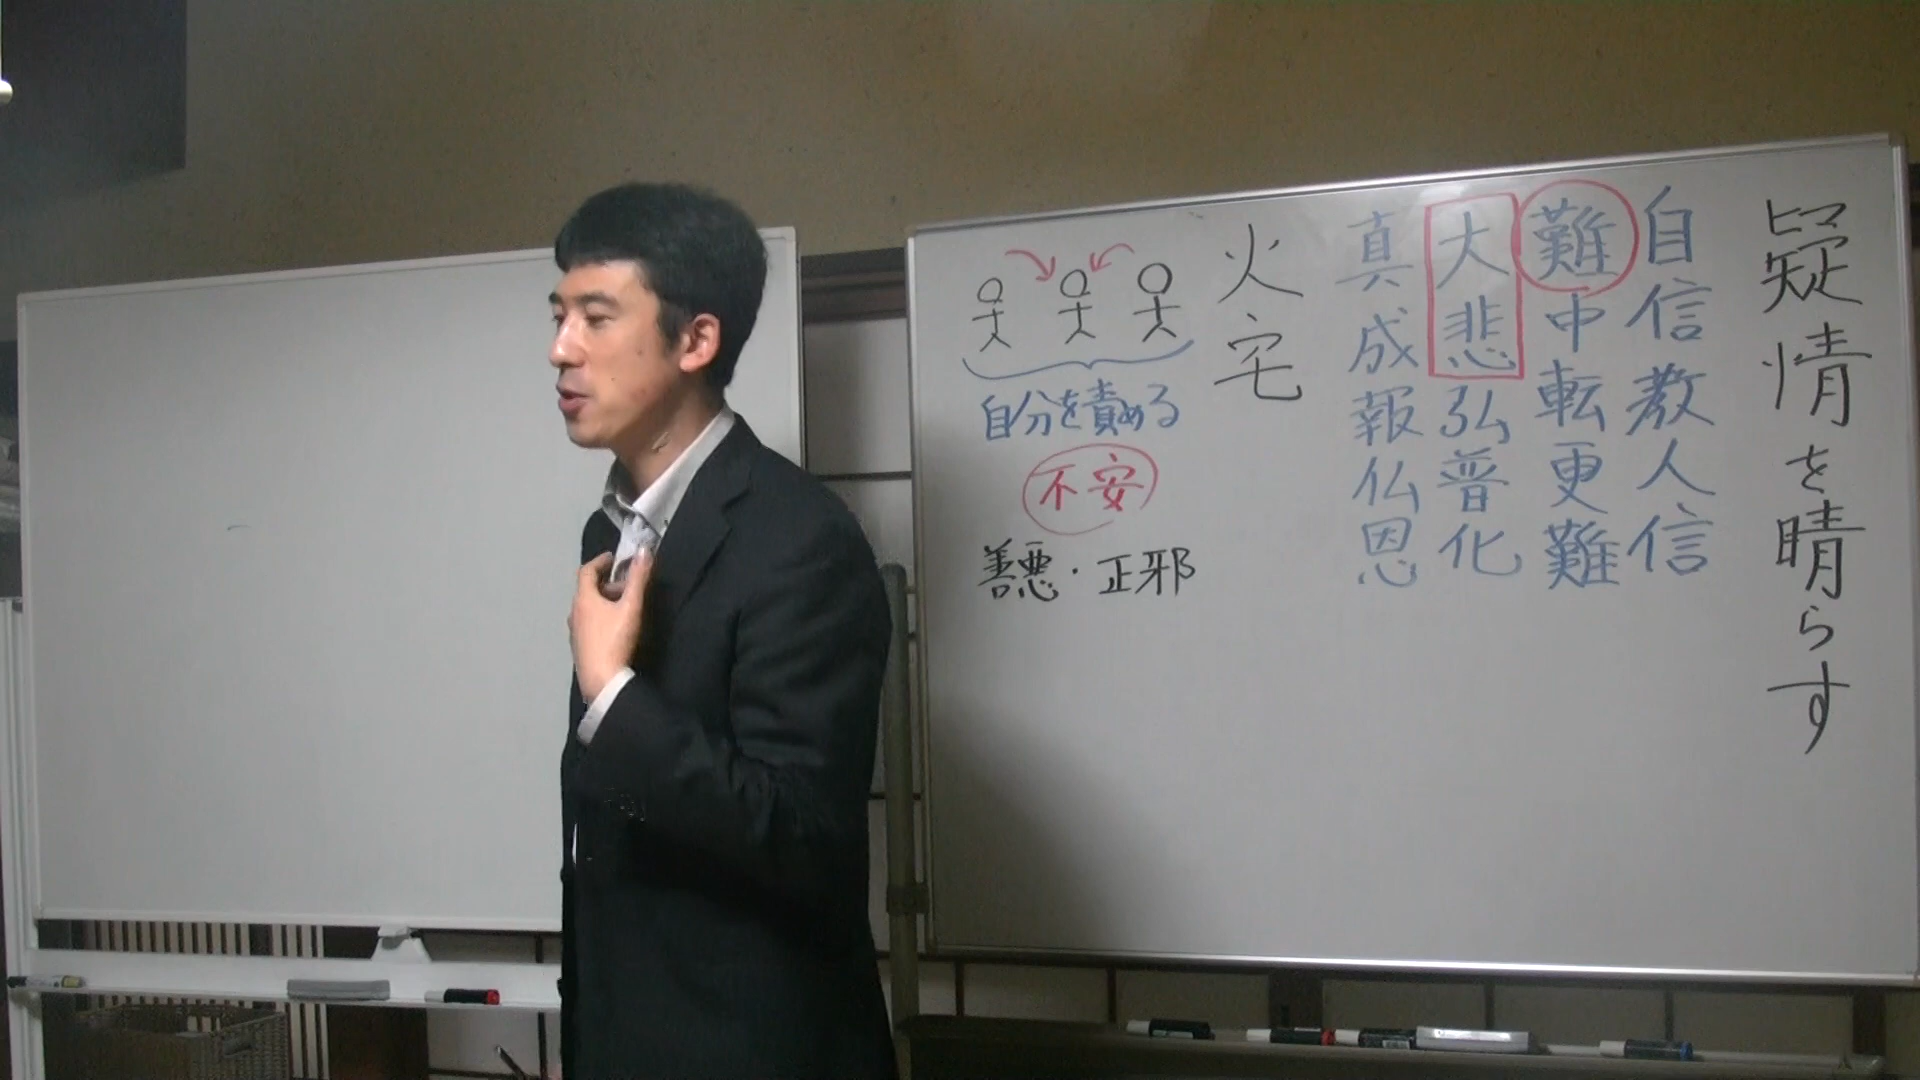 疑情を晴らす
自信教人信
難中転更難
大悲弘普化
真成報仏恩
火宅
自分を責める
不安
善悪・正邪